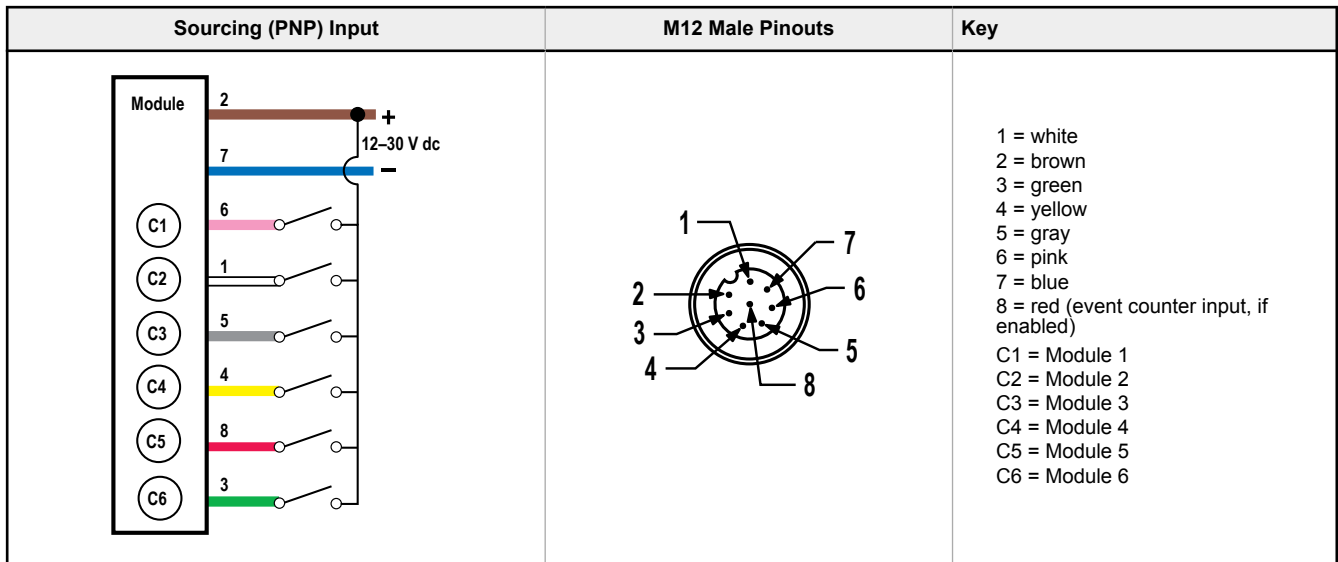 Sourcing (PNP) Input
M12 Male Pinouts
Key
Module
2
+
12–30 V dc
7
–
C1
6
C2
1
C3
5
C4
4
C5
8
C6
3
1
7
2
6
3
5
4
8
1 = white
2 = brown
3 = green
4 = yellow
5 = gray
6 = pink
7 = blue
8 = red (event counter input, if
enabled)
C1 = Module 1
C2 = Module 2
C3 = Module 3
C4 = Module 4
C5 = Module 5
C6 = Module 6